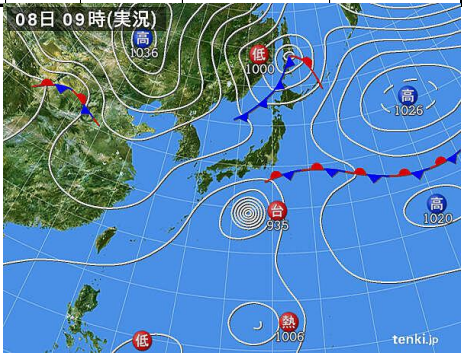 08日 09時(実況)
高
1036
低
1000
高
1026
台
935
高
1020
熱
1006
低
tenki.jp